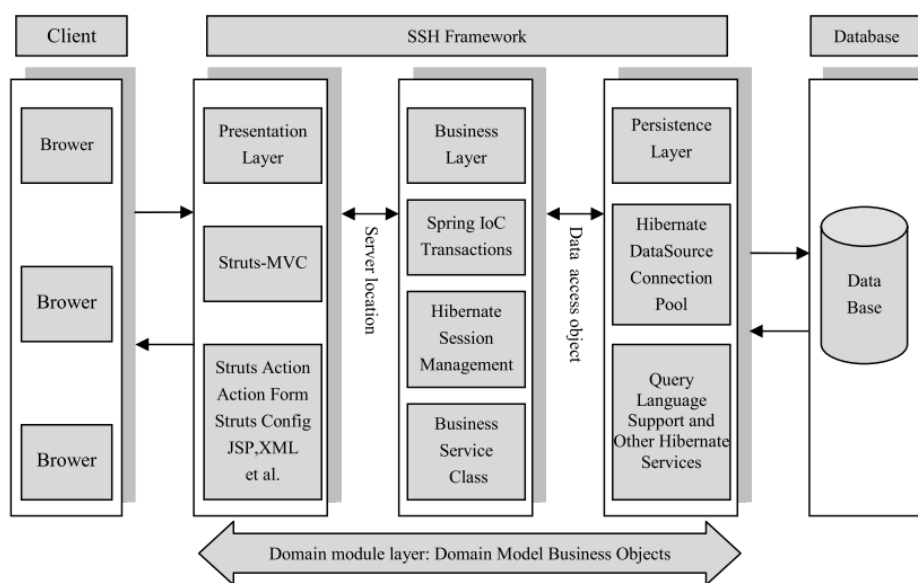 Client
SSH Framework
Database
Brower
Brower
Brower
Presentation
Layer
Struts-MVC
Struts Action
Action Form
Struts Config
JSP,XML
et al.
Server location
Business
Layer
Spring IoC
Transactions
Hibernate
Session
Management
Business
Service
Class
Data access object
Persistence
Layer
Hibernate
DataSource
Connection
Pool
Query
Language
Support and
Other Hibernate
Services
Data
Base
Domain module layer: Domain Model Business Objects